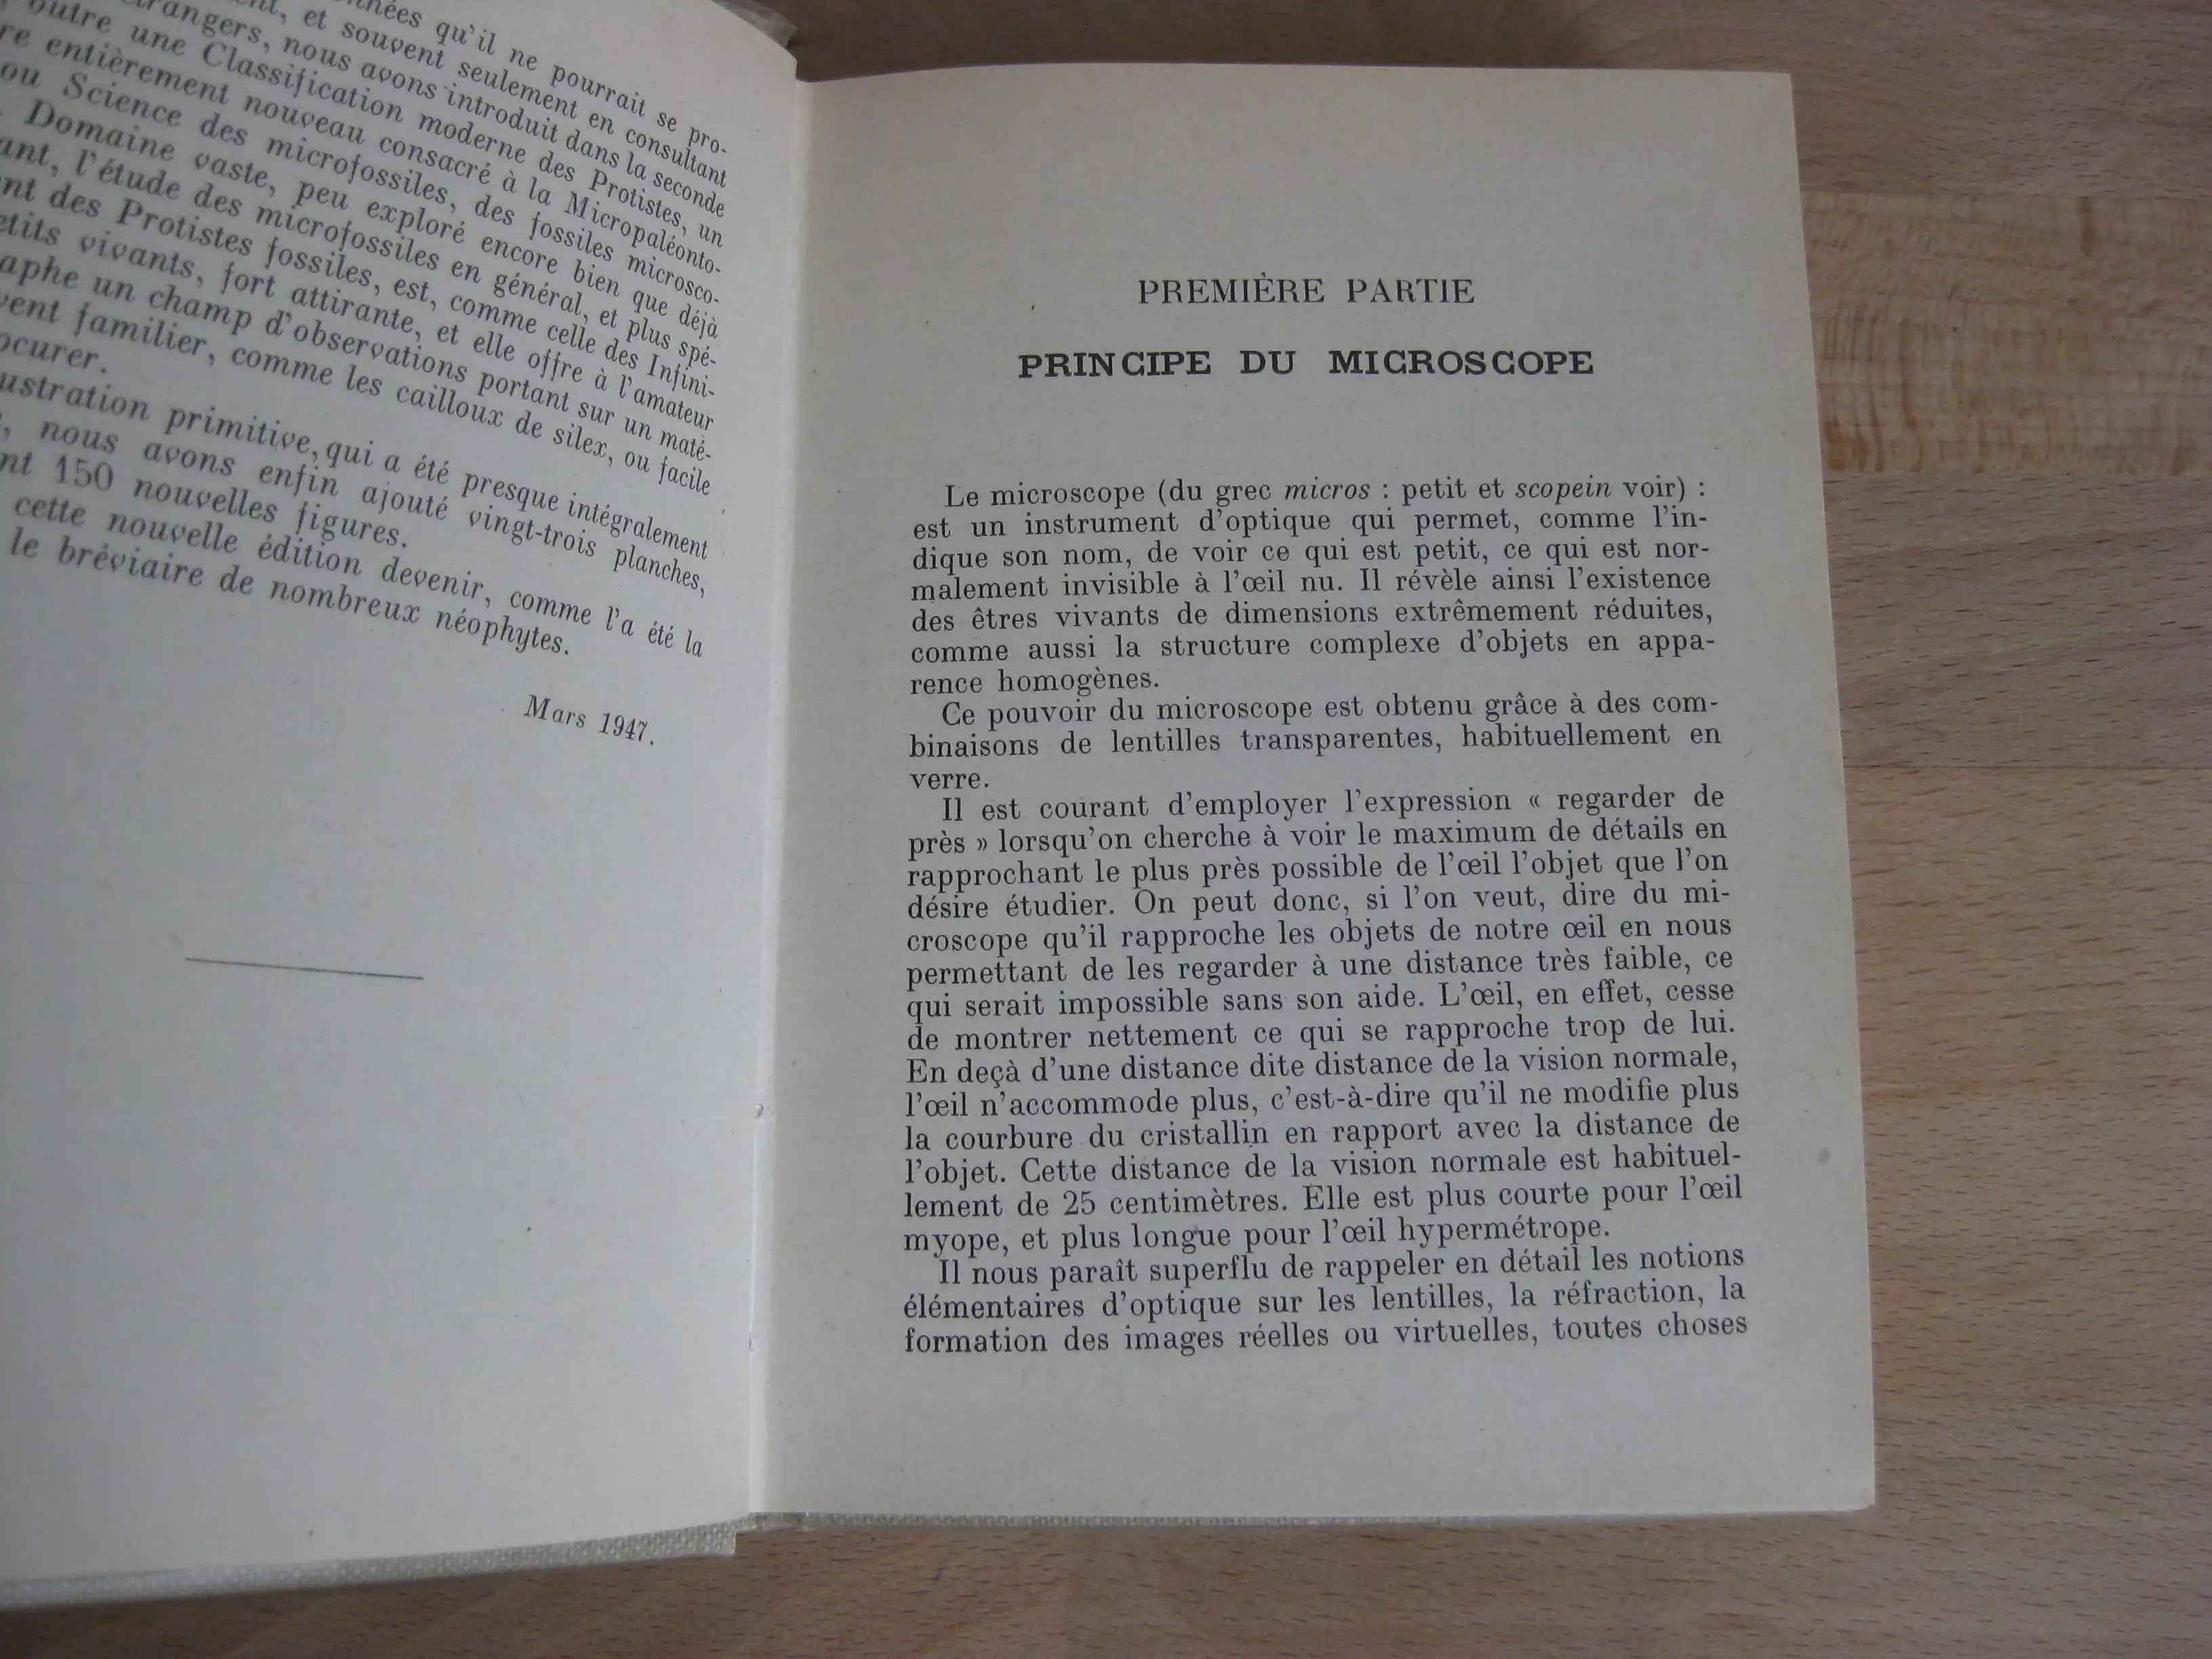 nnées qu'il ne pourrait se pro-
ent, et souvent seulement en consultant
trangers, nous avons introduit dans la seconde
outre une Classification moderne des Protistes, un
re entièrement nouveau consacré à la Micropaléonto-
ou Science des microfossiles, des fossiles microsco-
Domaine vaste, peu exploré encore bien que déjà
ant, l'étude des microfossiles en général, et plus spé-
nt des Protistes fossiles, est, comme celle des Infini-
etits vivants, fort attirante, et elle offre à l'amateur
aphe un champ d'observations portant sur un maté-
vent familier, comme les cailloux de silex, ou facile
ocurer.
ustration primitive, qui a été presque intégralement
, nous avons enfin ajouté vingt-trois planches,
nt 150 nouvelles figures.
cette nouvelle édition devenir, comme l'a été la
le bréviaire de nombreux néophytes.
Mars 1947.
PREMIÈRE PARTIE
PRINCIPE DU MICROSCOPE
Le microscope (du grec micros : petit et scopein voir) :
est un instrument d'optique qui permet, comme l'in-
dique son nom, de voir ce qui est petit, ce qui est nor-
malement invisible à l'œil nu. Il révèle ainsi l'existence
des êtres vivants de dimensions extrêmement réduites,
comme aussi la structure complexe d'objets en appa-
rence homogènes.
Ce pouvoir du microscope est obtenu grâce à des com-
binaisons de lentilles transparentes, habituellement en
verre.
Il est courant d'employer l'expression « regarder de
près » lorsqu'on cherche à voir le maximum de détails en
rapprochant le plus près possible de l'œil l'objet que l'on
désire étudier. On peut donc, si l'on veut, dire du mi-
croscope qu'il rapproche les objets de notre œil en nous
permettant de les regarder à une distance très faible, ce
qui serait impossible sans son aide. L'œil, en effet, cesse
de montrer nettement ce qui se rapproche trop de lui.
En deçà d'une distance dite distance de la vision normale,
l'œil n'accommode plus, c'est-à-dire qu'il ne modifie plus
la courbure du cristallin en rapport avec la distance de
l'objet. Cette distance de la vision normale est habituel-
lement de 25 centimètres. Elle est plus courte pour l'œil
myope, et plus longue pour l'œil hypermétrope.
Il nous paraît superflu de rappeler en détail les notions
élémentaires d'optique sur les lentilles, la réfraction, la
formation des images réelles ou virtuelles, toutes choses